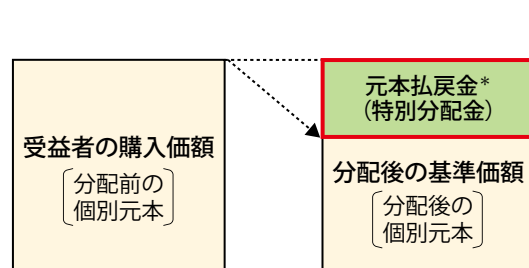 受益者の購入価額
分配前の
個別元本
元本払戻金*
（特別分配金）
分配後の基準価額
分配後の
個別元本